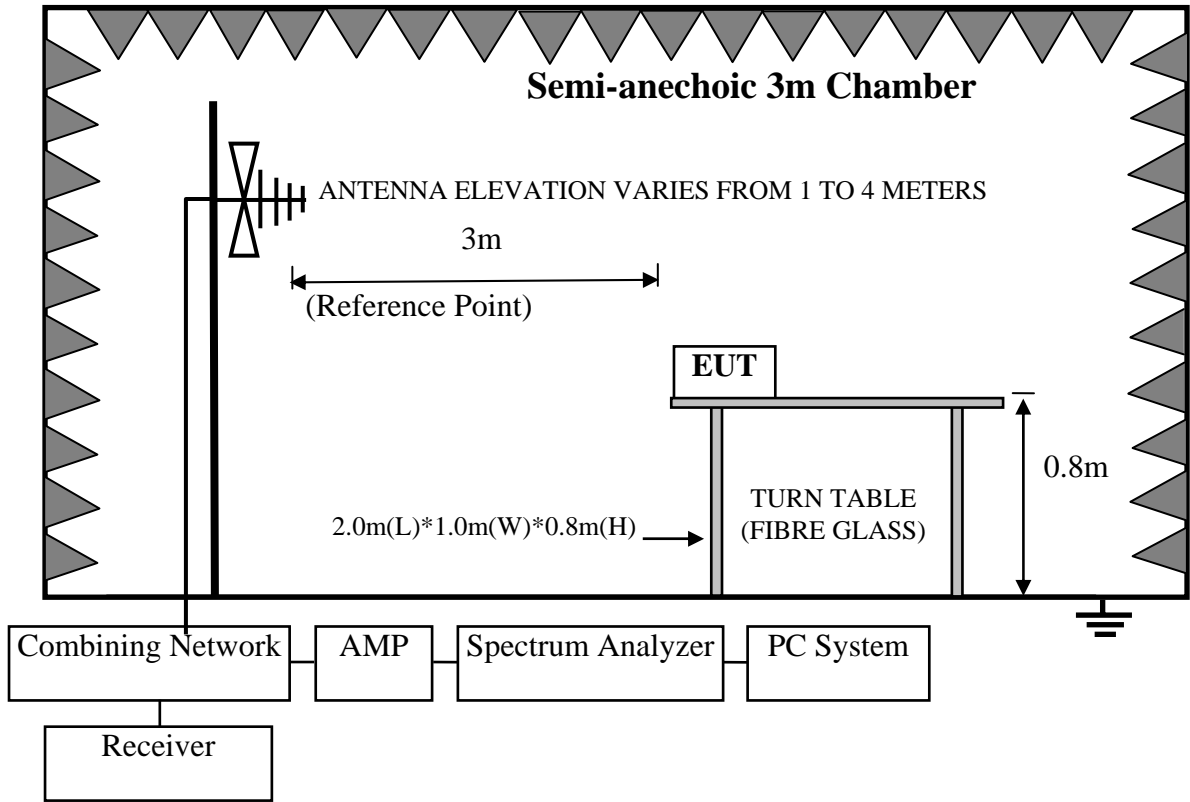 Semi-anechoic 3m Chamber
ANTENNA ELEVATION VARIES FROM 1 TO 4 METERS
3m
(Reference Point)
EUT
0.8m
TURN TABLE
(FIBRE GLASS)
2.0m(L)*1.0m(W)*0.8m(H)
Combining Network
AMP
Spectrum Analyzer
PC System
Receiver